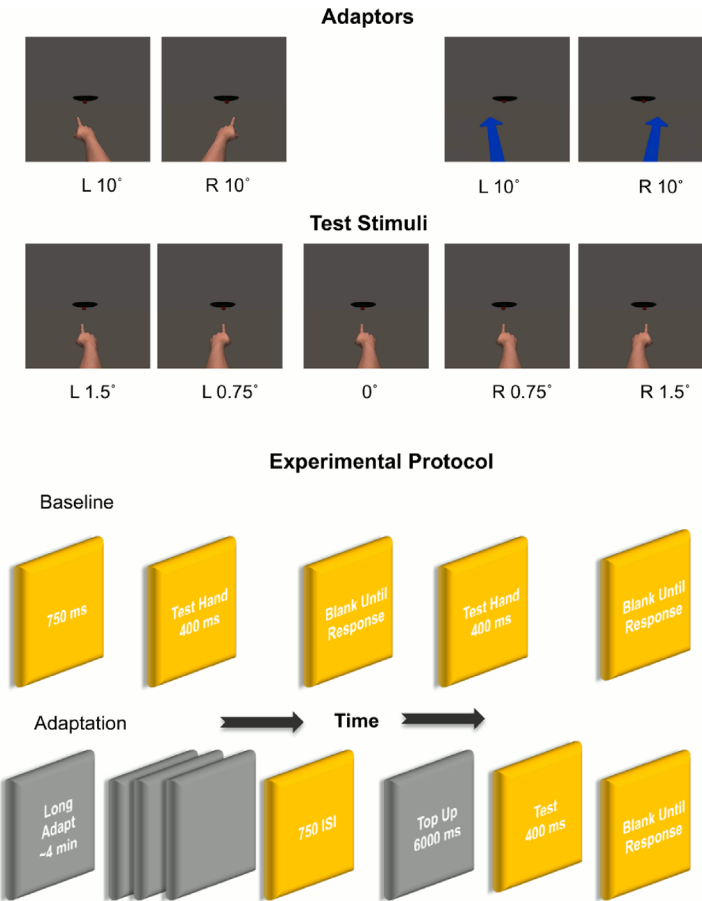 Adaptors
L 10° R 10° L 10° R 10°
Test Stimuli
L 1.5° L 0.75° 0° R 0.75° R 1.5°
Experimental Protocol
Baseline
750 ms
Test Hand
400 ms
Blank Until
Response
Test Hand
400 ms
Blank Until
Response
Adaptation
Time
Long
Adapt
~4 min
750 ISI
Top Up
6000 ms
Test
400 ms
Blank Until
Response